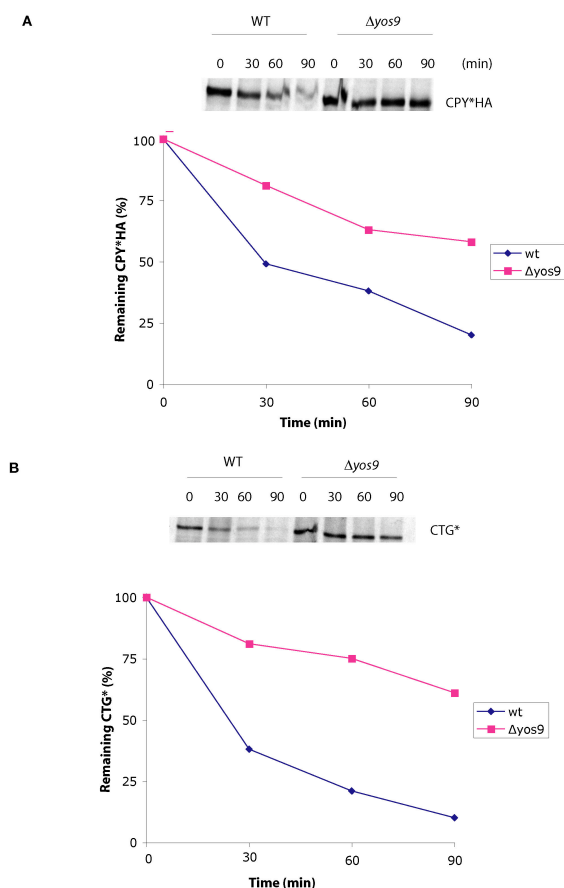 A
WT Δyos9
0 30 60 90 0 30 60 90 (min)
CPY*HA
100
75
50
25
0
Remaining CPY*HA (%)
0 30 60 90
Time (min)
wt
Δyos9
B
WT Δyos9
0 30 60 90 0 30 60 90
CTG*
100
75
50
25
0
Remaining CTG* (%)
0 30 60 90
Time (min)
wt
Δyos9